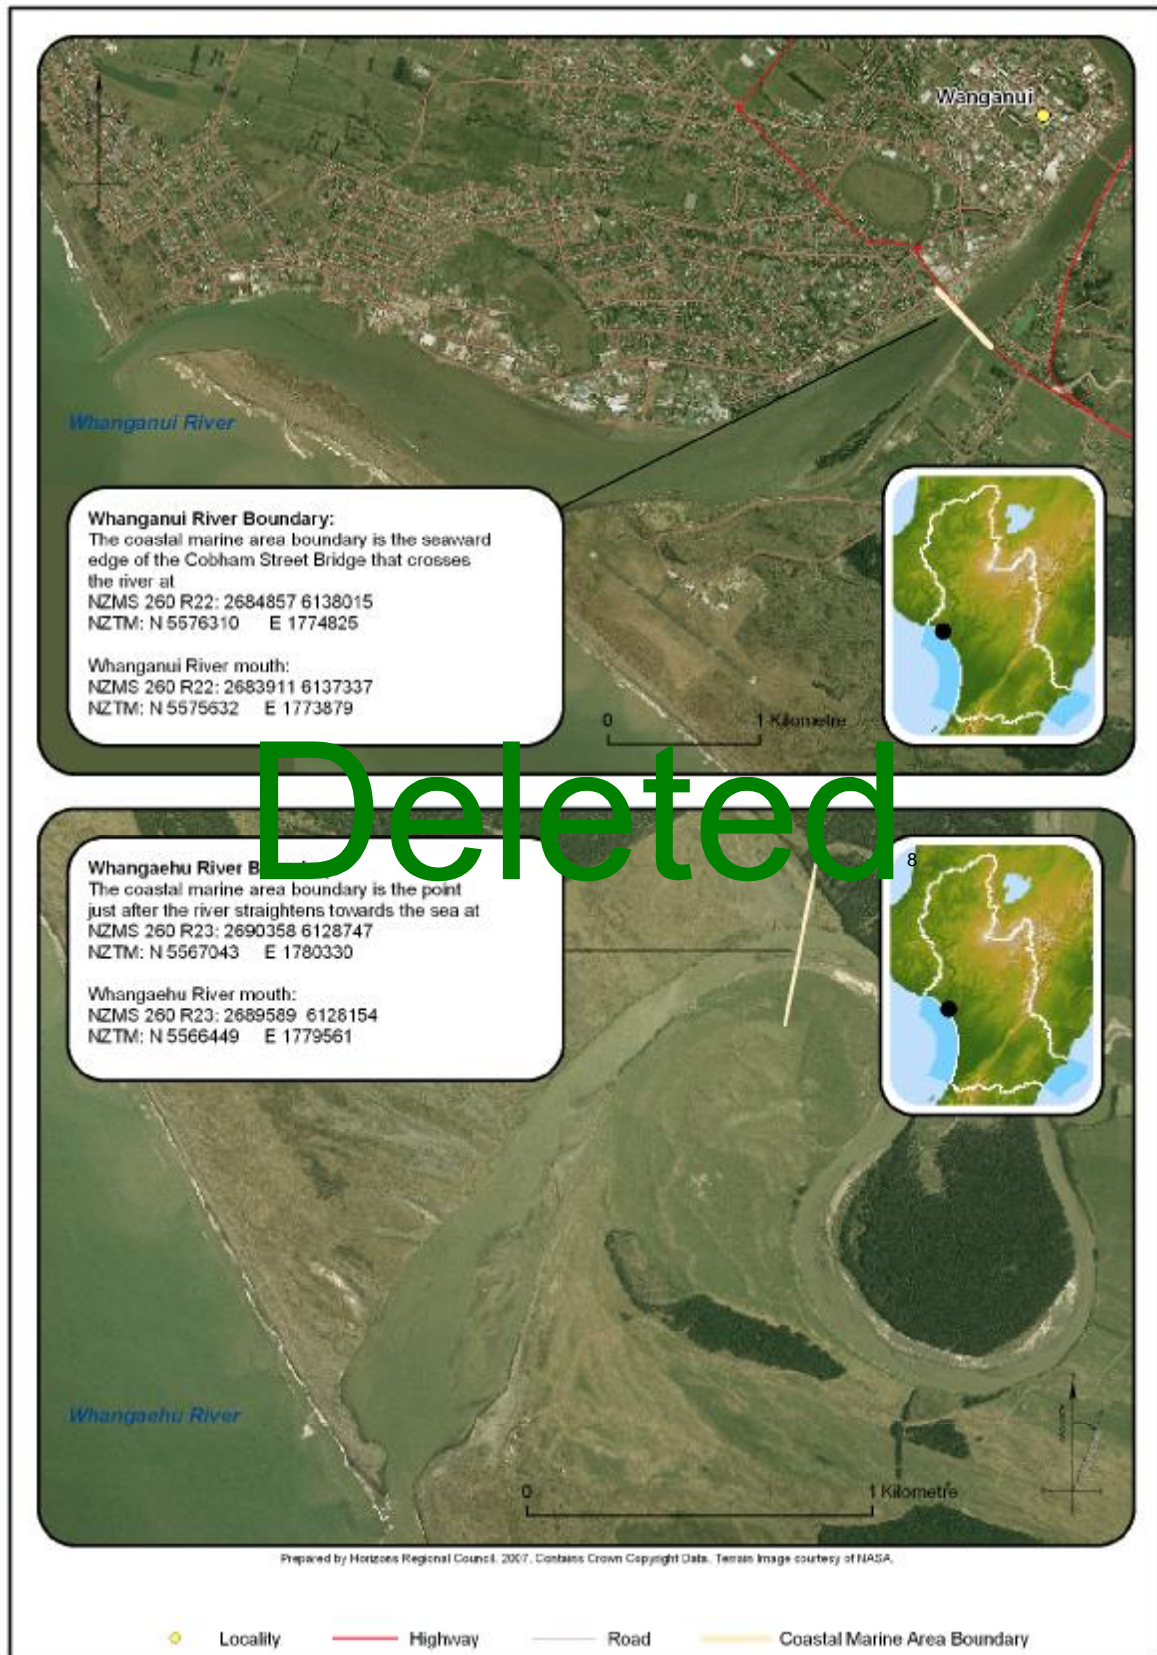 Wanganui
Whanganui River
Whanganui River Boundary:
The coastal marine area boundary is the seaward
edge of the Cobham Street Bridge that crosses
the river at
NZMS 260 R22: 2684857 6138015
NZTM: N 5576310 E 1774825
Whanganui River mouth:
NZMS 260 R22: 2683911 6137337
NZTM: N 5575632 E 1773879
0 1 Kilometre
Deleted
8
Whangaehu River
The coastal marine area boundary is the point
just after the river straightens towards the sea at
NZMS 260 R23: 2690358 6128747
NZTM: N 5567043 E 1780330
Whangaehu River mouth:
NZMS 260 R23: 2689589 6128154
NZTM: N 5566449 E 1779561
Whangaehu River
0 1 Kilometre
Prepared by Horizons Regional Council. 2007. Contains Crown Copyright Data. Terrain Image courtesy of NASA.
Locality Highway Road Coastal Marine Area Boundary